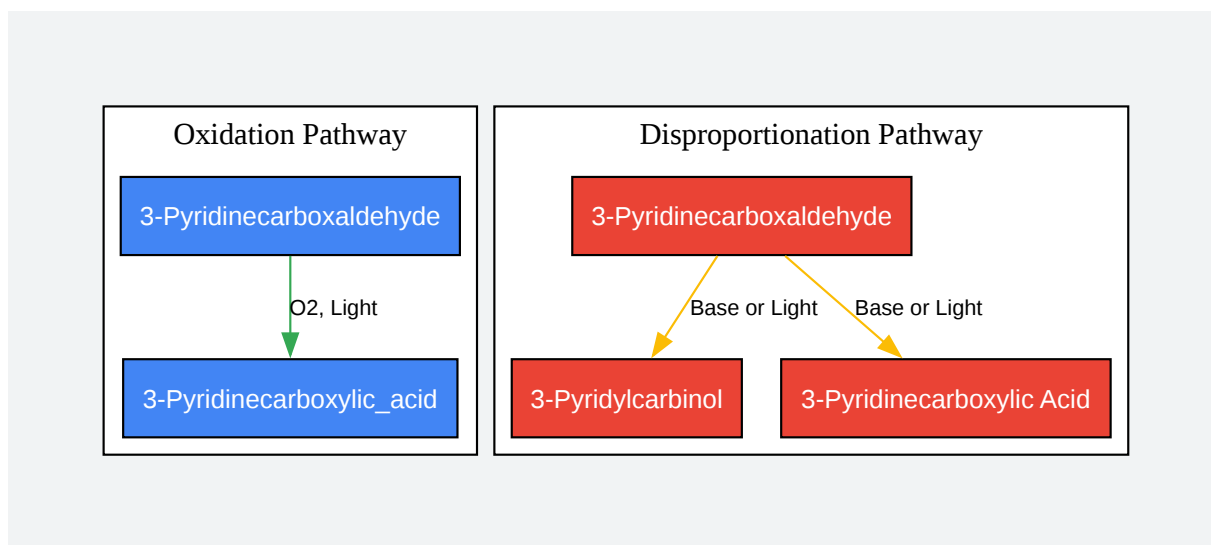 Oxidation Pathway
3-Pyridinecarboxaldehyde
O2, Light
3-Pyridinecarboxylic_acid
Disproportionation Pathway
3-Pyridinecarboxaldehyde
Base or Light
Base or Light
3-Pyridylcarbinol
3-Pyridinecarboxylic Acid